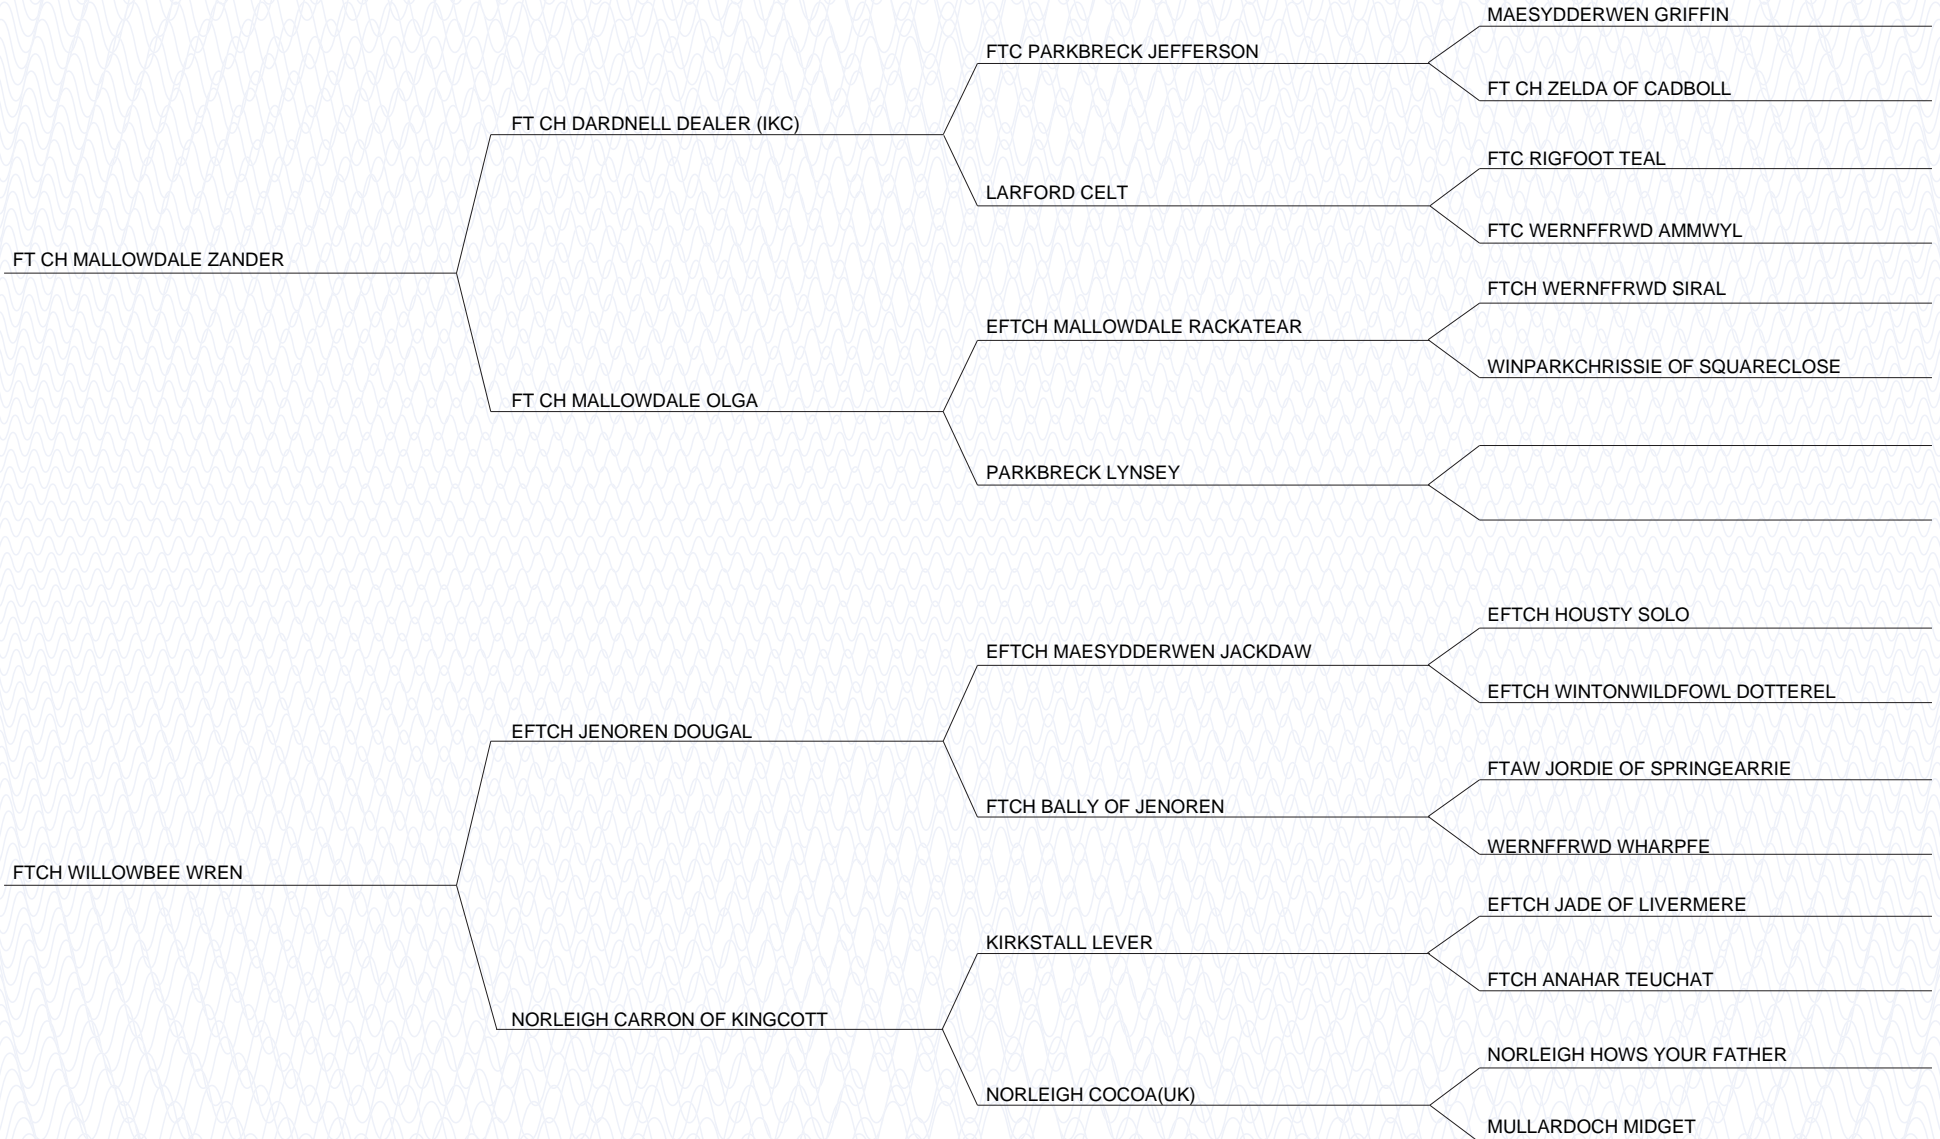 MAESYDDERWEN GRIFFIN
FTC PARKBRECK JEFFERSON
FT CH ZELDA OF CADBOLL
FT CH DARDNELL DEALER (IKC)
FTC RIGFOOT TEAL
LARFORD CELT
FTC WERNFFRWD AMMWYL
FT CH MALLOWDALE ZANDER
FTCH WERNFFRWD SIRAL
EFTCH MALLOWDALE RACKATEAR
WINPARKCHRISSIE OF SQUARECLOSE
FT CH MALLOWDALE OLGA
PARKBRECK LYNSEY
EFTCH HOUSTY SOLO
EFTCH MAESYDDERWEN JACKDAW
EFTCH WINTONWILDFOWL DOTTEREL
EFTCH JENOREN DOUGAL
FTAW JORDIE OF SPRINGEARRIE
FTCH BALLY OF JENOREN
WERNFFRWD WHARPFE
FTCH WILLOWBEE WREN
EFTCH JADE OF LIVERMERE
KIRKSTALL LEVER
FTCH ANAHAR TEUCHAT
NORLEIGH CARRON OF KINGCOTT
NORLEIGH HOWS YOUR FATHER
NORLEIGH COCOA(UK)
MULLARDOCH MIDGET